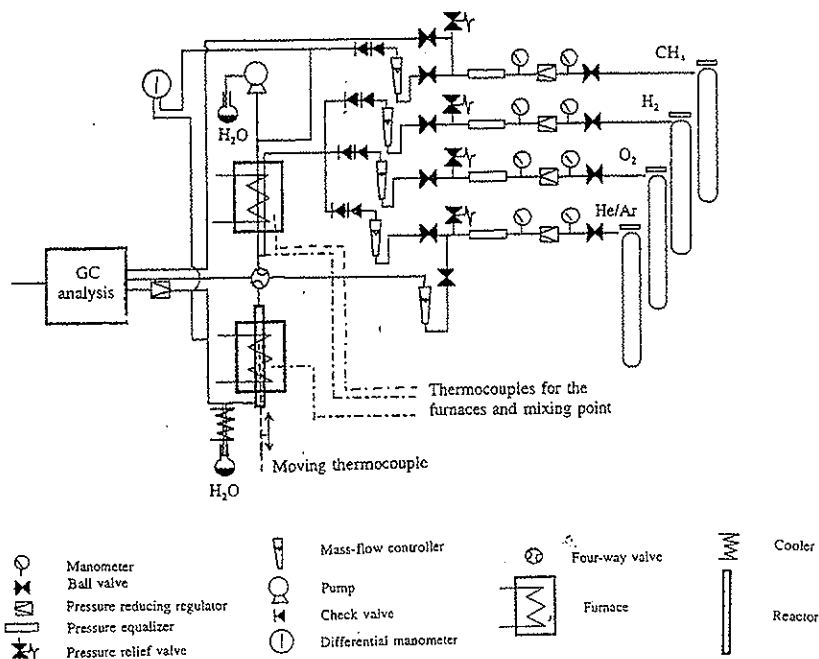 CH₄
H₂
H₂O
O₂
He/Ar
GC
analysis
Thermocouples for the
furnaces and mixing point
Moving thermocouple
H₂O
Manometer
Ball valve
Pressure reducing regulator
Pressure equalizer
Pressure relief valve
Mass-flow controller
Pump
Check valve
Differential manometer
Four-way valve
Furnace
Cooler
Reactor